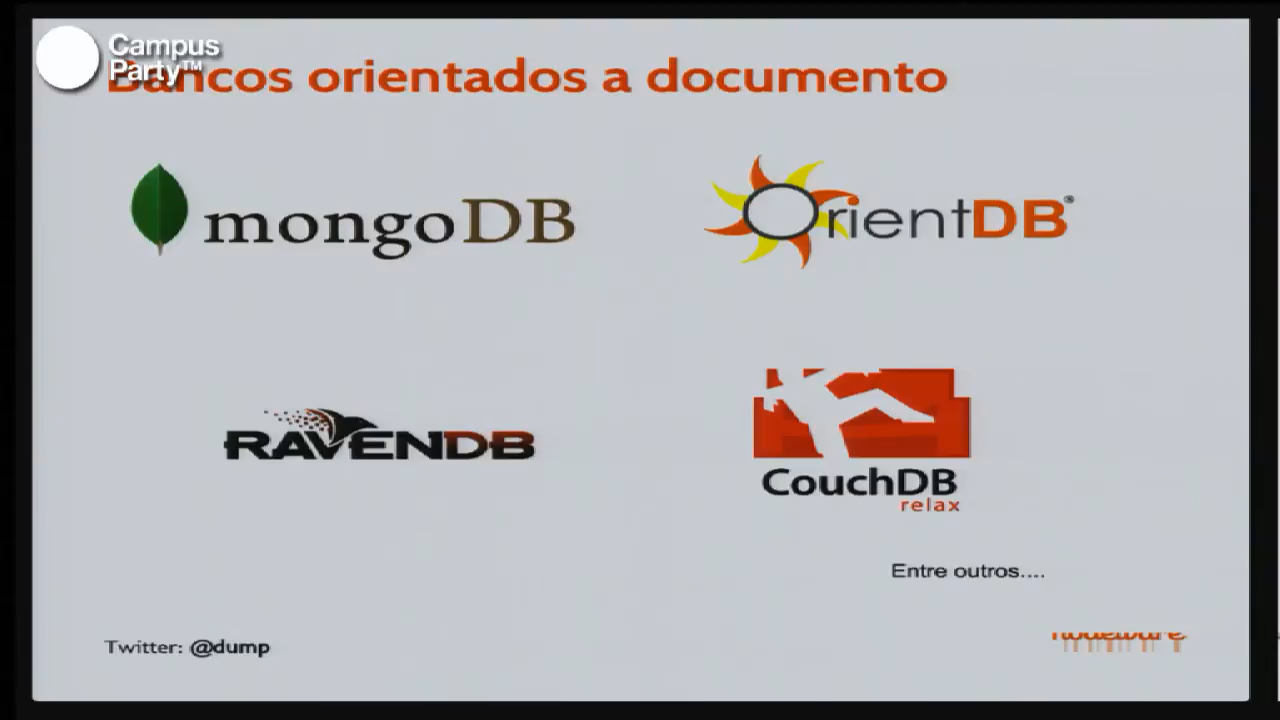 Campus
Party™
Bancos orientados a documento
mongoDB
OrientDB®
RAVENDB
CouchDB
relax
Entre outros....
Twitter: @dump